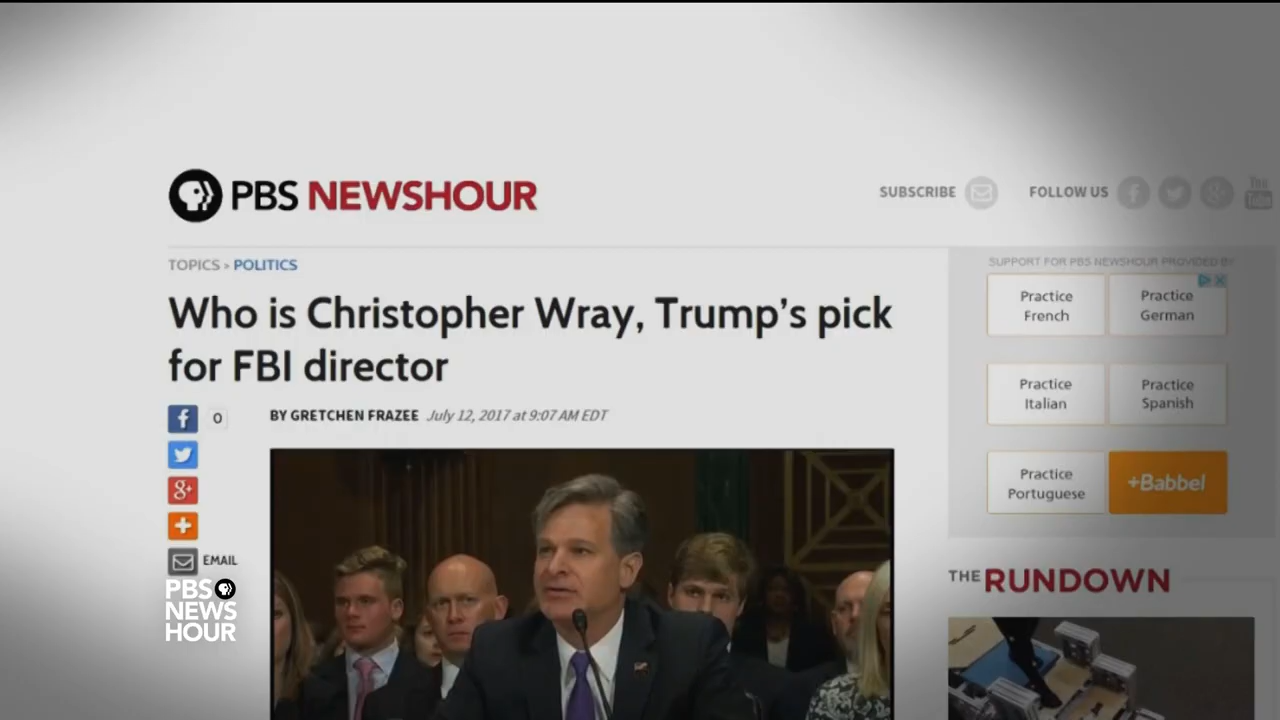 PBS NEWSHOUR
SUBSCRIBE
FOLLOW US
You
Tube
TOPICS > POLITICS
SUPPORT FOR PBS NEWSHOUR PROVIDED BY
Who is Christopher Wray, Trump's pick
for FBI director
Practice
French
Practice
German
Practice
Italian
Practice
Spanish
Practice
Portuguese
+Babbel
0
BY GRETCHEN FRAZEE July 12, 2017 at 9:07 AM EDT
EMAIL
PBS
NEWS
HOUR
THE RUNDOWN